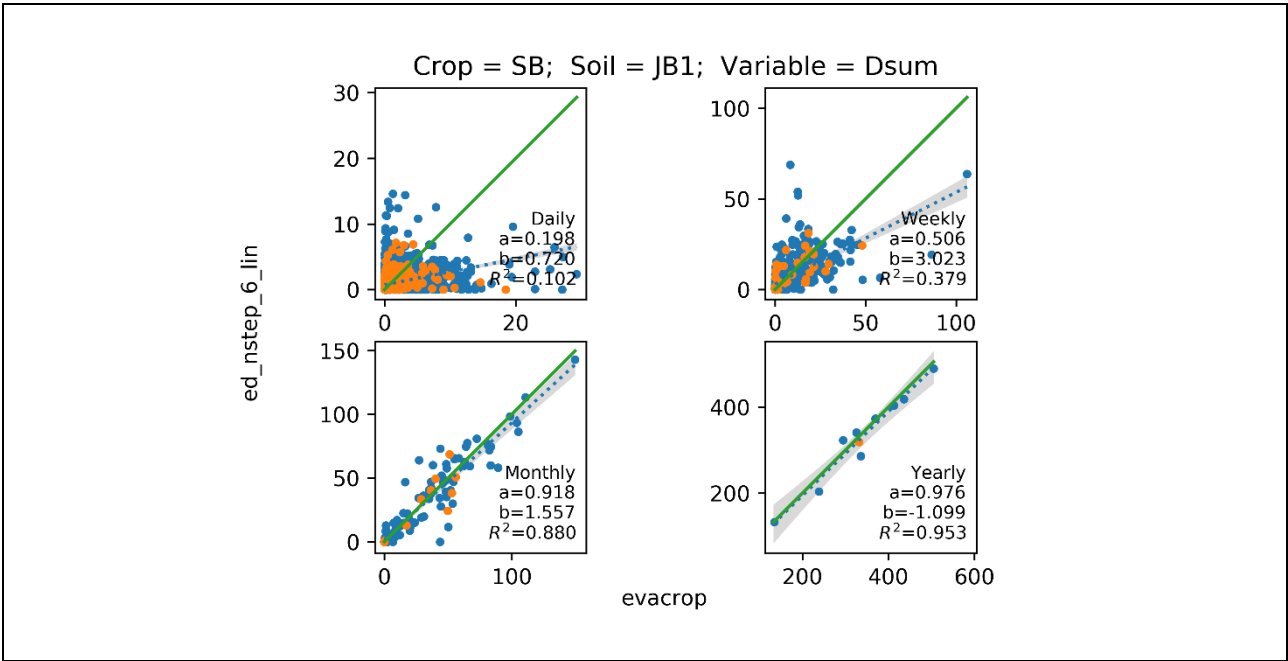 Crop = SB;  Soil = JB1;  Variable = Dsum
30
20
10
0
0
20
Daily
a=0.198
b=0.720
R²=0.102
100
50
0
0
50
100
Weekly
a=0.506
b=3.023
R²=0.379
ed_nstep_6_lin
150
100
50
0
0
100
Monthly
a=0.918
b=1.557
R²=0.880
400
200
200
400
600
Yearly
a=0.976
b=-1.099
R²=0.953
evacrop